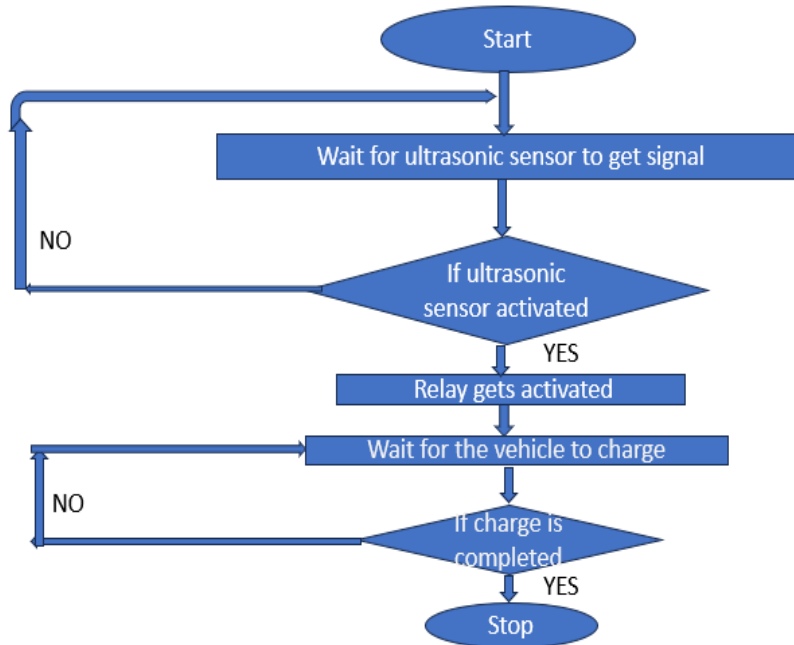 Start
Wait for ultrasonic sensor to get signal
NO
If ultrasonic
sensor activated
YES
Relay gets activated
Wait for the vehicle to charge
NO
If charge is
completed
YES
Stop